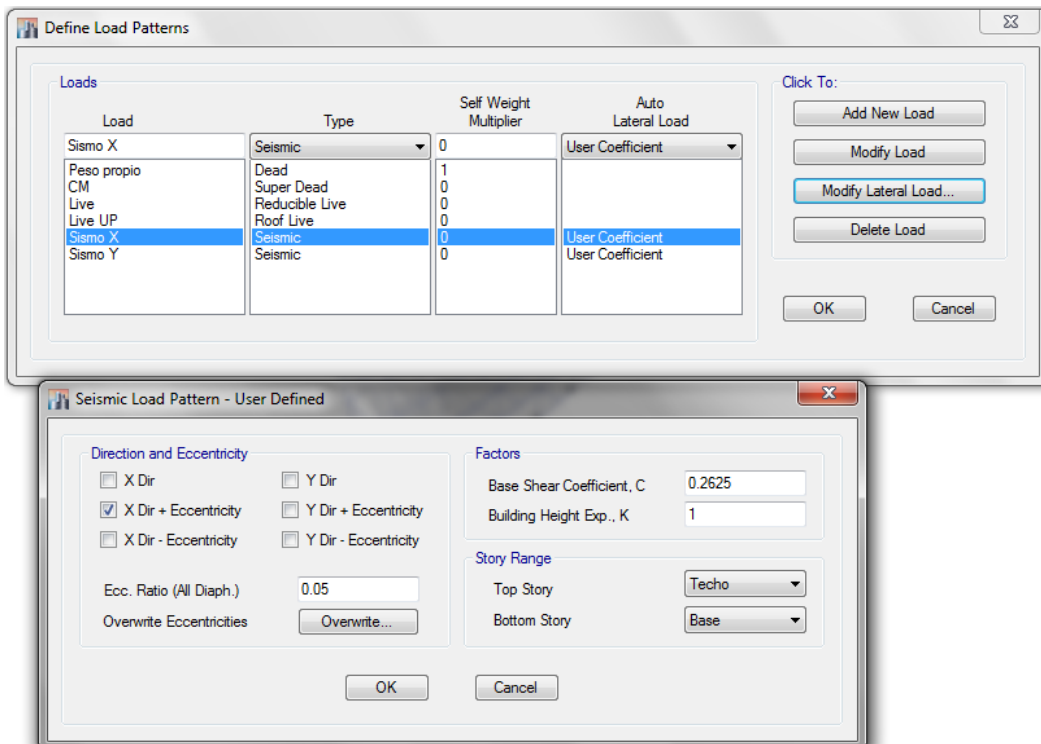 Define Load Patterns
Loads
Click To:
Load Type Self Weight Multiplier Auto Lateral Load
Sismo X Seismic 0 User Coefficient
Peso propio Dead 1
CM Super Dead 0
Live Reducible Live 0
Live UP Roof Live 0
Sismo X Seismic 0 User Coefficient
Sismo Y Seismic 0 User Coefficient
Add New Load
Modify Load
Modify Lateral Load...
Delete Load
OK Cancel
Seismic Load Pattern - User Defined
Direction and Eccentricity
X Dir Y Dir
X Dir + Eccentricity Y Dir + Eccentricity
X Dir - Eccentricity Y Dir - Eccentricity
Ecc. Ratio (All Diaph.) 0.05
Overwrite Eccentricities Overwrite...
Factors
Base Shear Coefficient, C 0.2625
Building Height Exp., K 1
Story Range
Top Story Techo
Bottom Story Base
OK Cancel